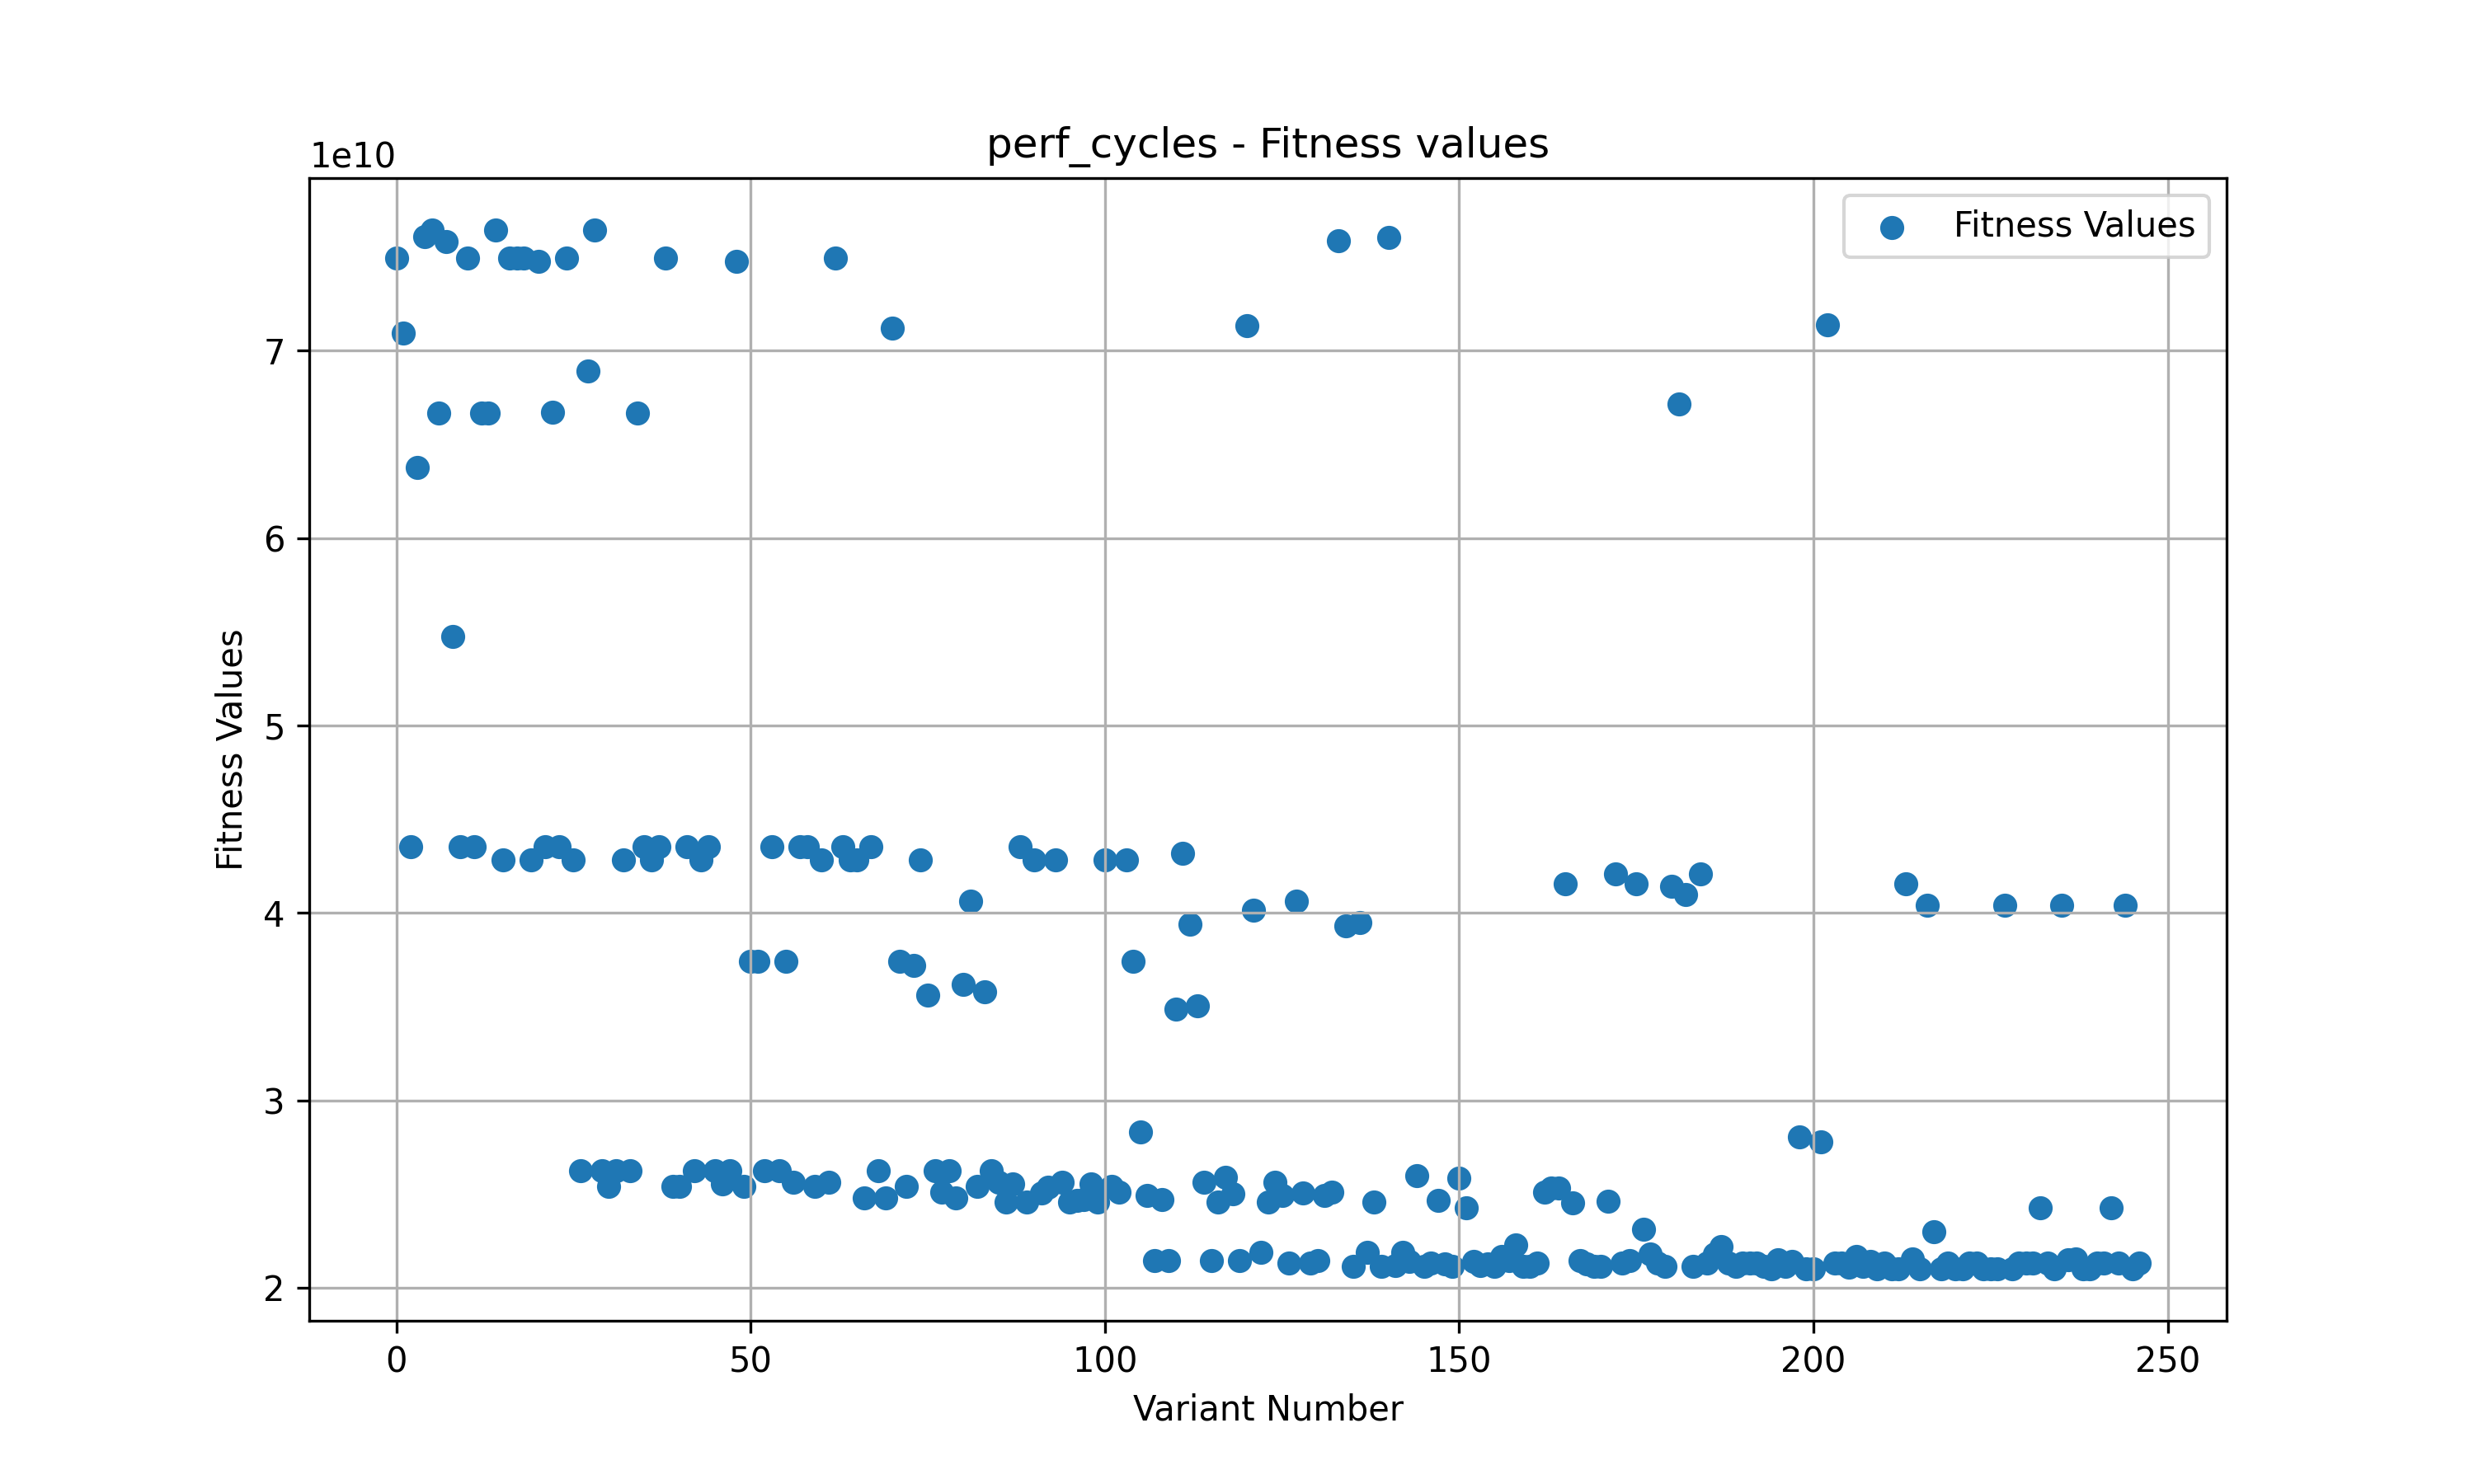 perf_cycles - Fitness values
1e10
Fitness Values
7
6
5
4
3
2
Fitness Values
0 50 100 150 200 250
Variant Number